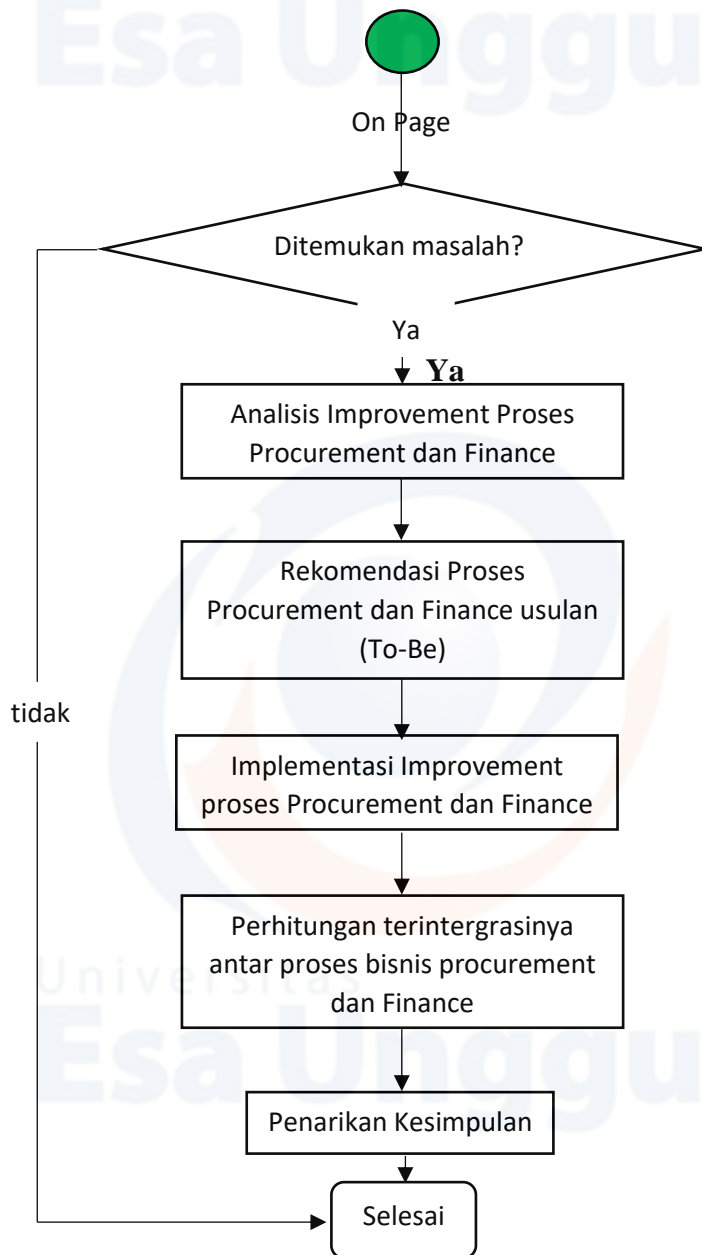 Esa Unggu
On Page
Ditemukan masalah?
Ya
Ya
Analisis Improvement Proses
Procurement dan Finance
Rekomendasi Proses
Procurement dan Finance usulan
(To-Be)
tidak
Implementasi Improvement
proses Procurement dan Finance
Perhitungan terintergrasinya
antar proses bisnis procurement
dan Finance
Universitas
Esa Unggu
Penarikan Kesimpulan
Selesai